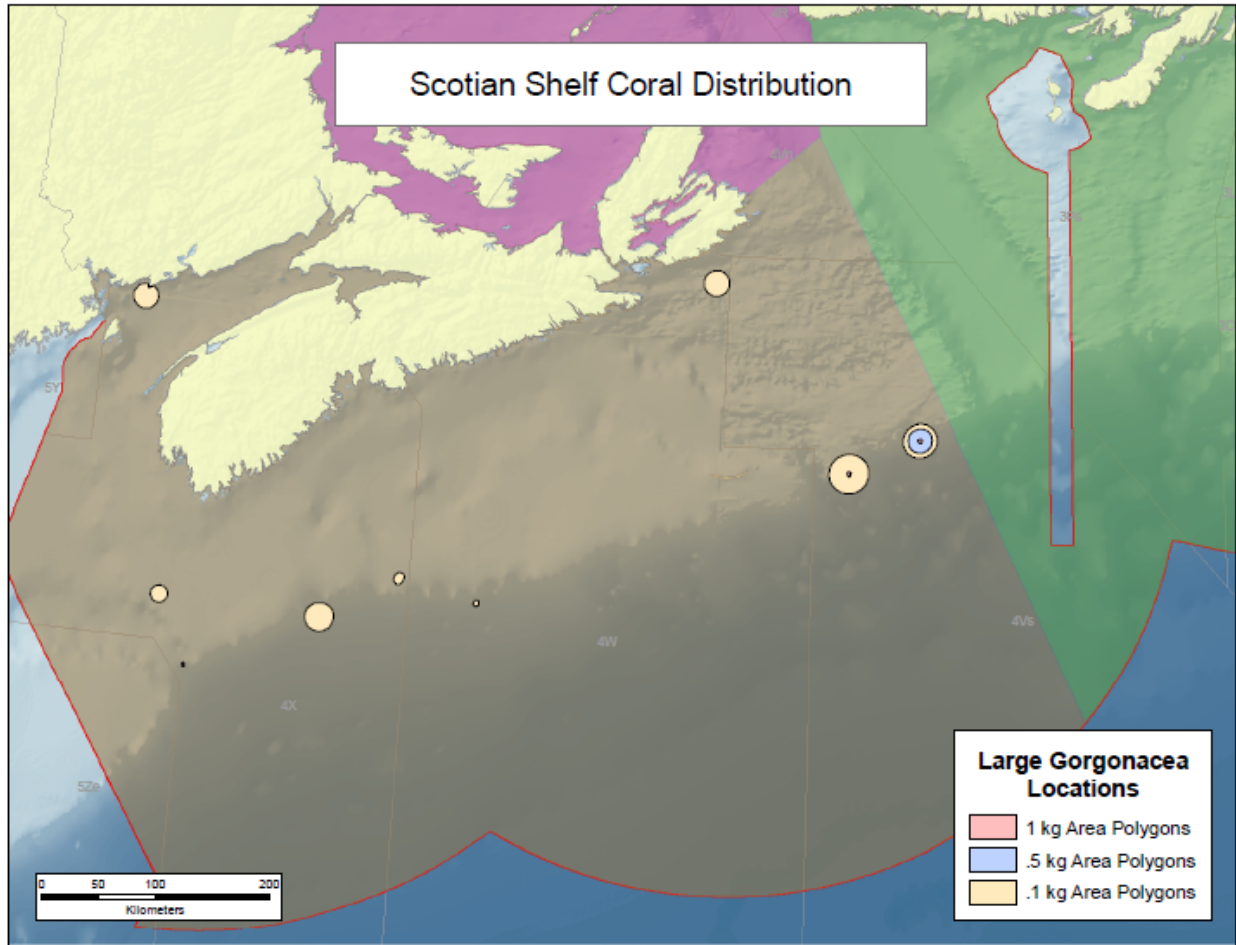 Scotian Shelf Coral Distribution
4Vn
5Y
4W
4Vs
4X
5Ze
Large Gorgonacea
Locations
1 kg Area Polygons
.5 kg Area Polygons
.1 kg Area Polygons
0 50 100 200
Kilometers